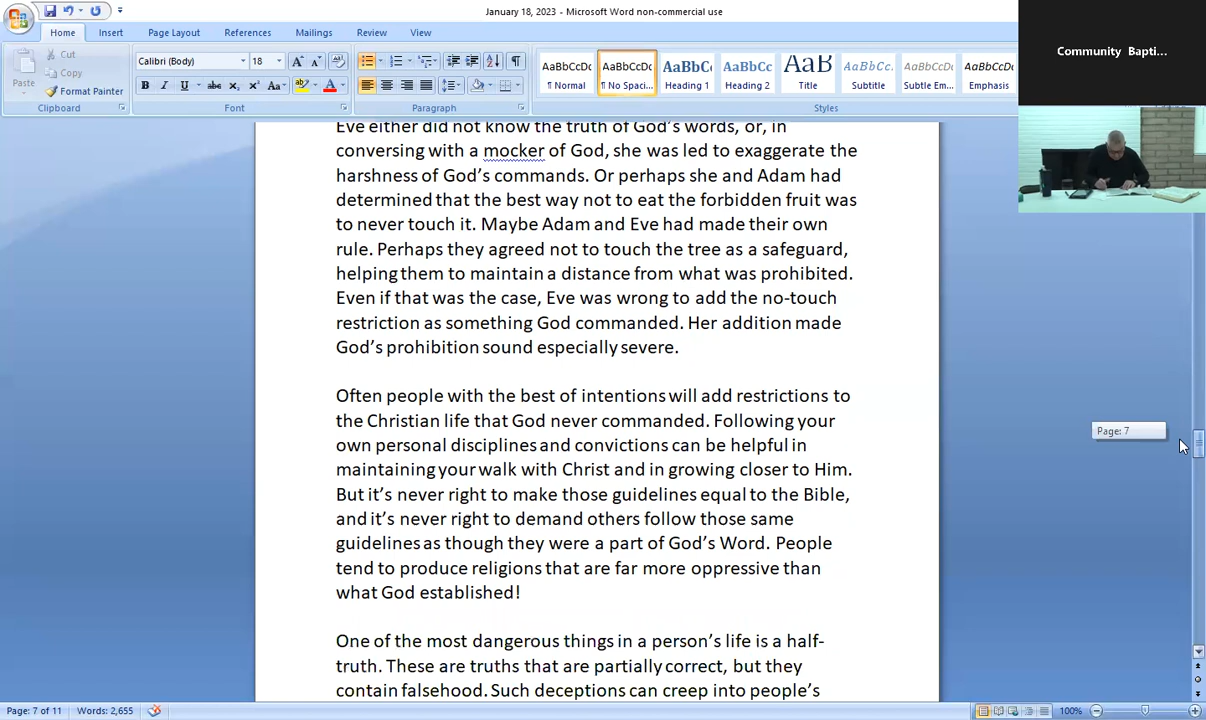 January 18, 2023 - Microsoft Word non-commercial use
Home
Insert
Page Layout
References
Mailings
Review
View
Paste
Cut
Copy
Format Painter
Clipboard
Calibri (Body)
18
Font
Paragraph
AaBbCcDc
¶ Normal
AaBbCcDc
¶ No Spaci...
AaBbCc
Heading 1
AaBbCc
Heading 2
AaB
Title
AaBbCc.
Subtitle
AaBbCcDc
Subtle Em...
AaBbCcDc
Emphasis
Styles
Community Bapti...
Eve either did not know the truth of God’s words, or, in
conversing with a mocker of God, she was led to exaggerate the
harshness of God’s commands. Or perhaps she and Adam had
determined that the best way not to eat the forbidden fruit was
to never touch it. Maybe Adam and Eve had made their own
rule. Perhaps they agreed not to touch the tree as a safeguard,
helping them to maintain a distance from what was prohibited.
Even if that was the case, Eve was wrong to add the no-touch
restriction as something God commanded. Her addition made
God’s prohibition sound especially severe.
Often people with the best of intentions will add restrictions to
the Christian life that God never commanded. Following your
own personal disciplines and convictions can be helpful in
maintaining your walk with Christ and in growing closer to Him.
But it’s never right to make those guidelines equal to the Bible,
and it’s never right to demand others follow those same
guidelines as though they were a part of God’s Word. People
tend to produce religions that are far more oppressive than
what God established!
One of the most dangerous things in a person’s life is a half-
truth. These are truths that are partially correct, but they
contain falsehood. Such deceptions can creep into people’s
Page: 7
Page: 7 of 11
Words: 2,655
100%